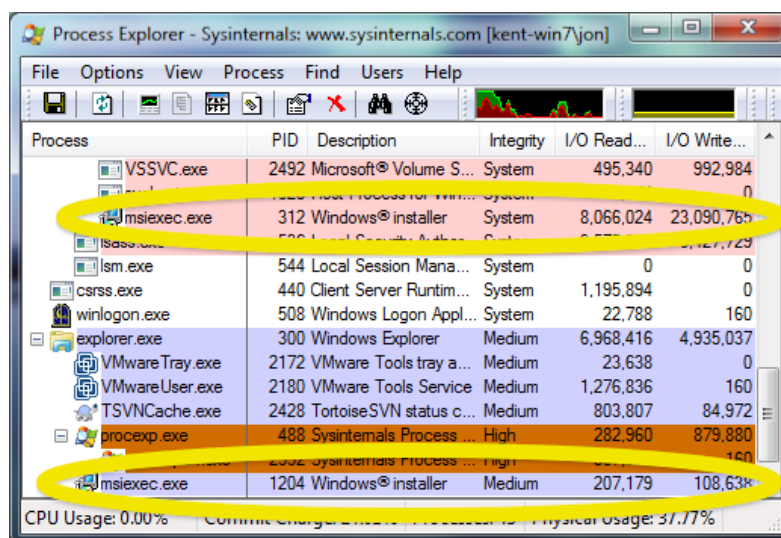 Process Explorer - Sysinternals: www.sysinternals.com [kent-win7\jon]
File Options View Process Find Users Help
Process PID Description Integrity I/O Read... I/O Write...
VSSVC.exe 2492 Microsoft® Volume S... System 495,340 992,984
0
msiexec.exe 312 Windows® installer System 8,066,024 23,090,765
lsass.exe
lsm.exe 544 Local Session Mana... System 0 0
csrss.exe 440 Client Server Runtim... System 1,195,894 0
winlogon.exe 508 Windows Logon Appl... System 22,788 160
explorer.exe 300 Windows Explorer Medium 6,968,416 4,935,037
VMwareTray.exe 2172 VMware Tools tray a... Medium 23,638 0
VMwareUser.exe 2180 VMware Tools Service Medium 1,276,836 160
TSVNCache.exe 2428 TortoiseSVN status c... Medium 803,807 84,972
procexp.exe 488 Sysinternals Process ... High 282,960 879,880
Sysinternals Process ... High 160
msiexec.exe 1204 Windows® installer Medium 207,179 108,638
CPU Usage: 0.00% Physical Usage: 37.77%